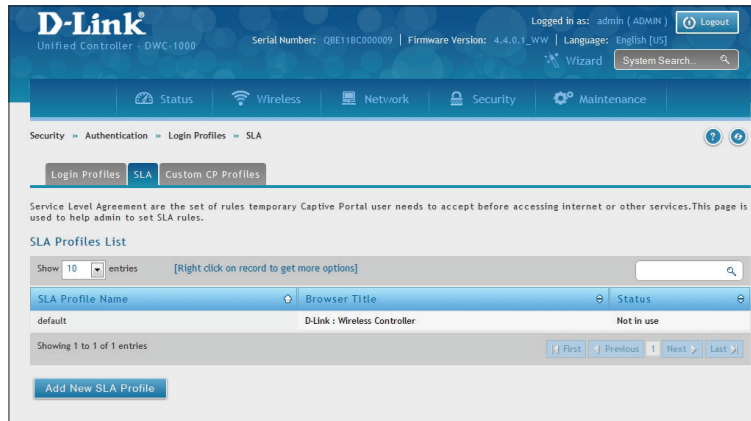 D-Link
Logged in as: admin ( ADMIN )
Logout
Unified Controller - DWC-1000
Serial Number: QBE11BC000009 | Firmware Version: 4.4.0.1_WW | Language: English [US]
Wizard
System Search...
Status
Wireless
Network
Security
Maintenance
Security » Authentication » Login Profiles » SLA
? 
Login Profiles
SLA
Custom CP Profiles
Service Level Agreement are the set of rules temporary Captive Portal user needs to accept before accessing internet or other services.This page is
used to help admin to set SLA rules.
SLA Profiles List
Show 10 entries
[Right click on record to get more options]
SLA Profile Name
Browser Title
Status
default
D-Link : Wireless Controller
Not in use
Showing 1 to 1 of 1 entries
First
Previous
1
Next
Last
Add New SLA Profile